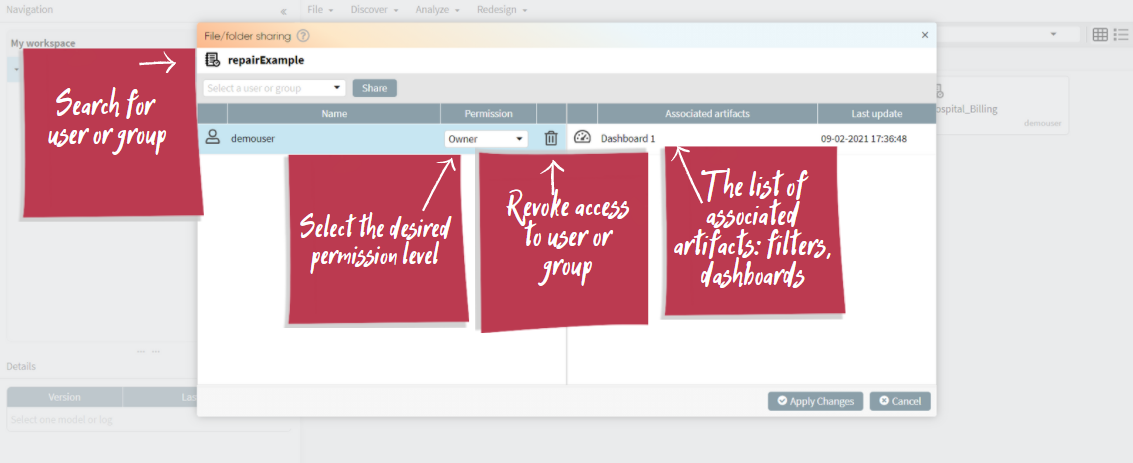 Navigation
«
File
Discover
Analyze
Redesign
File/folder sharing ?
×
My workspace
repairExample
Select a user or group
Share
Name
Permission
Associated artifacts
Last update
demouser
Owner
Dashboard 1
09-02-2021 17:36:48
ospital_Billing
demouser
Search for
user or group
Select the desired
permission level
Revoke access
to user or
group
The list of
associated
artifacts: filters,
dashboards
Details
Version
Las
Select one model or log
Apply Changes
Cancel